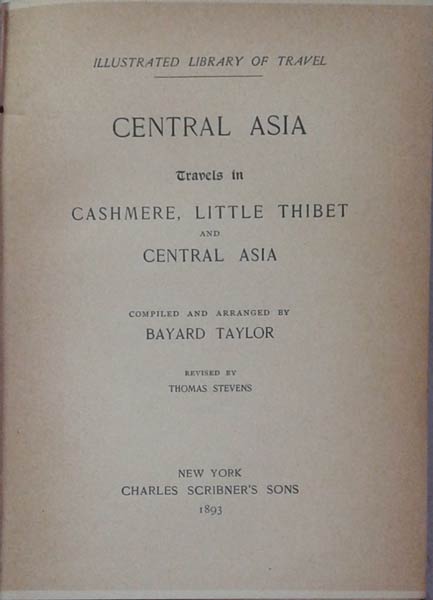 ILLUSTRATED LIBRARY OF TRAVEL
CENTRAL ASIA
Travels in
CASHMERE, LITTLE THIBET
AND
CENTRAL ASIA
COMPILED AND ARRANGED BY
BAYARD TAYLOR
REVISED BY
THOMAS STEVENS
NEW YORK
CHARLES SCRIBNER'S SONS
1893